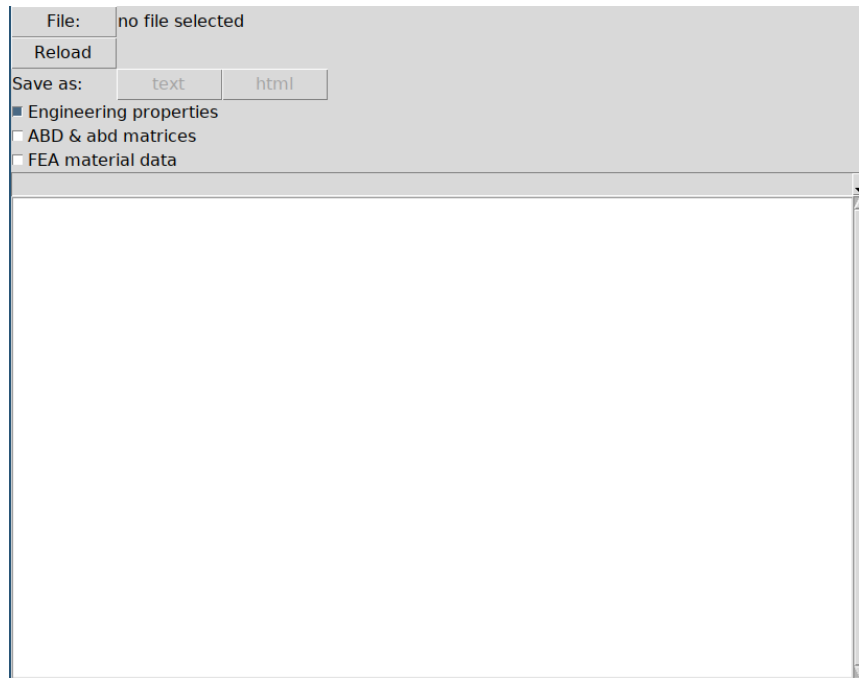 File: no file selected
Reload
Save as: text html
Engineering properties
ABD & abd matrices
FEA material data